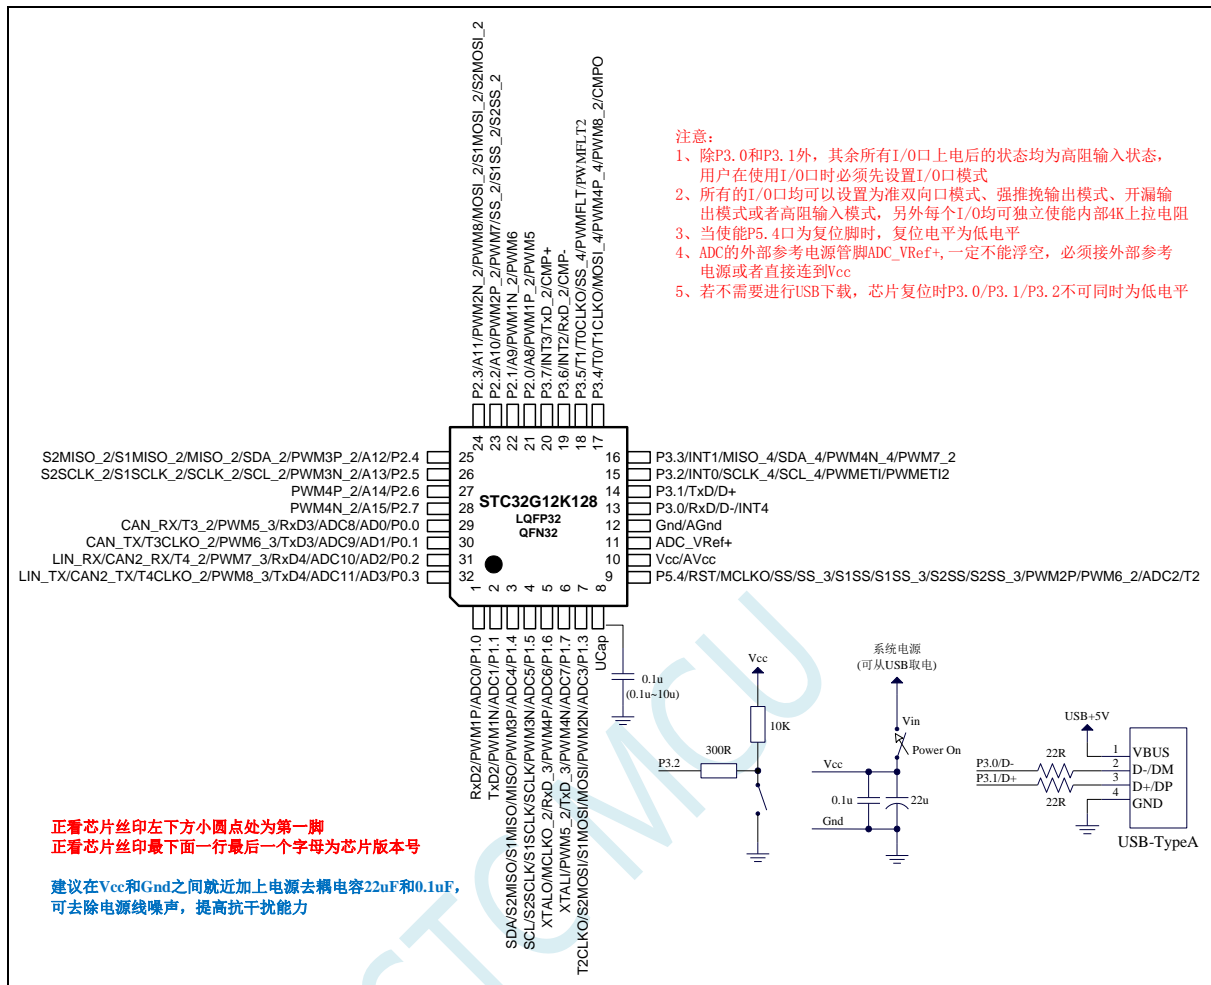 P2.3/A11/PWM2N_2/PWM8/MOSI_2/S1MOSI_2/S2MOSI_2
P2.2/A10/PWM2P_2/PWM7/SS_2/S1SS_2/S2SS_2
P2.1/A9/PWM1N_2/PWM6
P2.0/A8/PWM1P_2/PWM5
P3.7/INT3/TxD_2/CMP+
P3.6/INT2/RxD_2/CMP-
P3.5/T1/T0CLKO/SS_4/PWMFLT/PWMFLT2
P3.4/T0/T1CLKO/MOSI_4/PWM4P_4/PWM8_2/CMPO
注意：
1、除P3.0和P3.1外，其余所有I/O口上电后的状态均为高阻输入状态，
用户在使用I/O口时必须先设置I/O口模式
2、所有的I/O口均可以设置为准双向口模式、强推挽输出模式、开漏输
出模式或者高阻输入模式，另外每个I/O均可独立使能内部4K上拉电阻
3、当使能P5.4口为复位脚时，复位电平为低电平
4、ADC的外部参考电源管脚ADC_VRef+,一定不能浮空，必须接外部参考
电源或者直接连到Vcc
5、若不需要进行USB下载，芯片复位时P3.0/P3.1/P3.2不可同时为低电平
24 23 22 21 20 19 18 17
S2MISO_2/S1MISO_2/MISO_2/SDA_2/PWM3P_2/A12/P2.4 25
S2SCLK_2/S1SCLK_2/SCLK_2/SCL_2/PWM3N_2/A13/P2.5 26
PWM4P_2/A14/P2.6 27
PWM4N_2/A15/P2.7 28
CAN_RX/T3_2/PWM5_3/RxD3/ADC8/AD0/P0.0 29
CAN_TX/T3CLKO_2/PWM6_3/TxD3/ADC9/AD1/P0.1 30
LIN_RX/CAN2_RX/T4_2/PWM7_3/RxD4/ADC10/AD2/P0.2 31
LIN_TX/CAN2_TX/T4CLKO_2/PWM8_3/TxD4/ADC11/AD3/P0.3 32
STC32G12K128
LQFP32
QFN32
16 P3.3/INT1/MISO_4/SDA_4/PWM4N_4/PWM7_2
15 P3.2/INT0/SCLK_4/SCL_4/PWMETI/PWMETI2
14 P3.1/TxD/D+
13 P3.0/RxD/D-/INT4
12 Gnd/AGnd
11 ADC_VRef+
10 Vcc/AVcc
9 P5.4/RST/MCLKO/SS/SS_3/S1SS/S1SS_3/S2SS/S2SS_3/PWM2P/PWM6_2/ADC2/T2
1 2 3 4 5 6 7 8
RxD2/PWM1P/ADC0/P1.0
TxD2/PWM1N/ADC1/P1.1
SDA/S2MISO/S1MISO/MISO/PWM3P/ADC4/P1.4
SCL/S2SCLK/S1SCLK/SCLK/PWM3N/ADC5/P1.5
XTALO/MCLKO_2/RxD_3/PWM4P/ADC6/P1.6
XTALI/PWM5_2/TxD_3/PWM4N/ADC7/P1.7
T2CLKO/S2MOSI/S1MOSI/MOSI/PWM2N/ADC3/P1.3
UCap
0.1u
(0.1u~10u)
Vcc
10K
300R
P3.2
系统电源
(可从USB取电)
Vin
Power On
Vcc
0.1u
22u
Gnd
USB+5V
22R
P3.0/D-
P3.1/D+
22R
1 VBUS
2 D-/DM
3 D+/DP
4 GND
USB-TypeA
正看芯片丝印左下方小圆点处为第一脚
正看芯片丝印最下面一行最后一个字母为芯片版本号
建议在Vcc和Gnd之间就近加上电源去耦电容22uF和0.1uF，
可去除电源线噪声，提高抗干扰能力
STCMCU